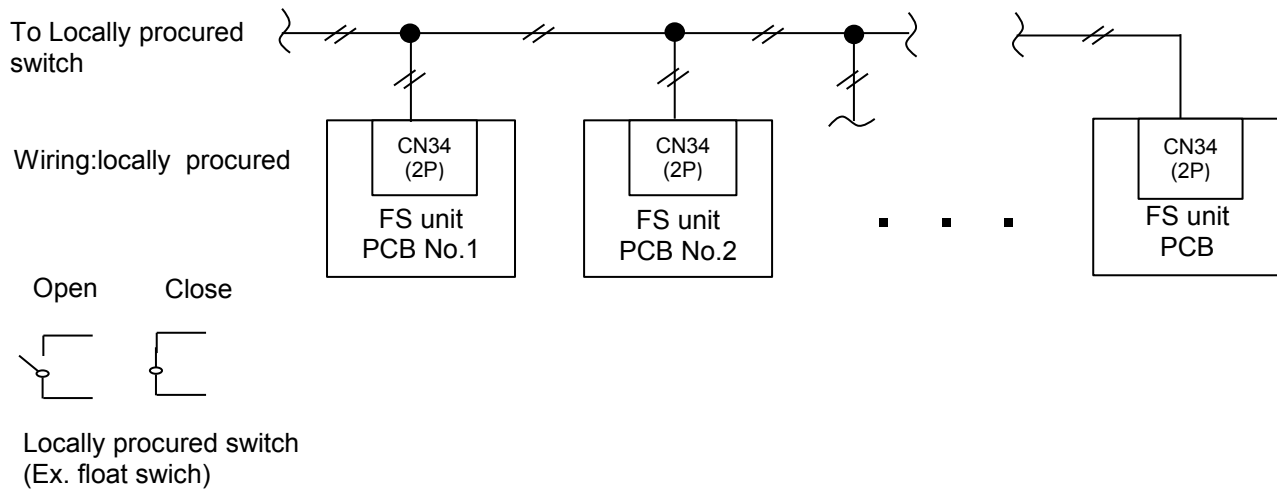 To Locally procured
switch
Wiring:locally  procured
CN34
(2P)
FS unit
PCB No.1
CN34
(2P)
FS unit
PCB No.2
CN34
(2P)
FS unit
PCB
Open
Close
Locally procured switch
(Ex. float swich)